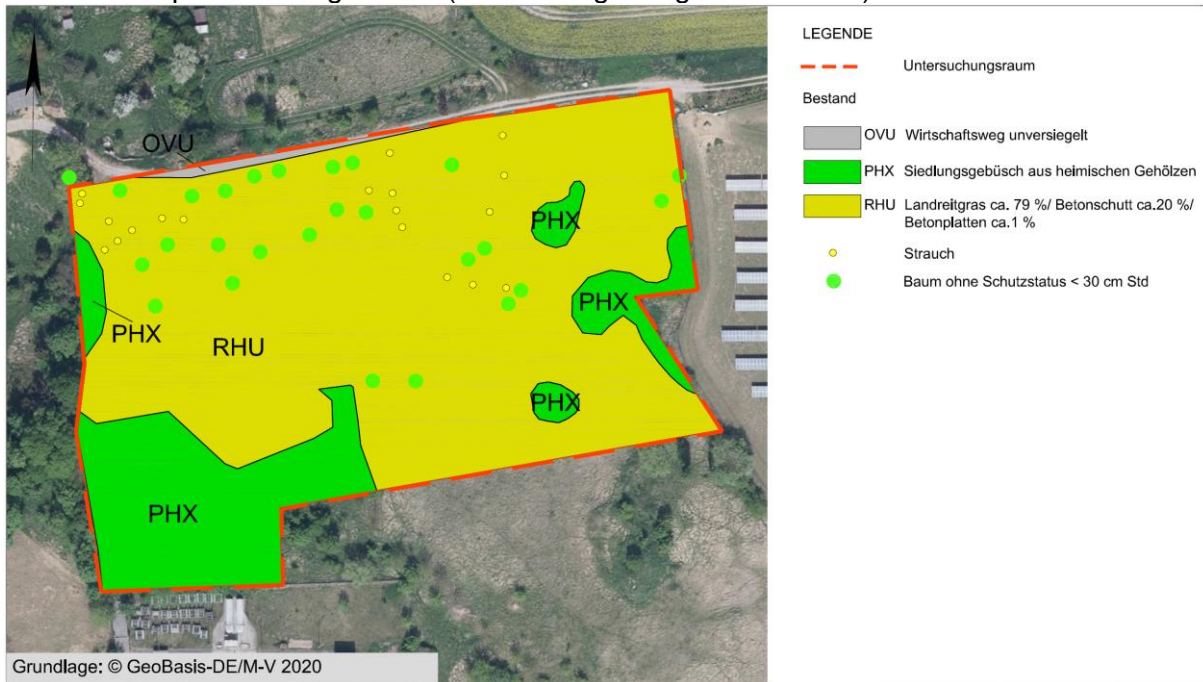 OVU
PHX
PHX
PHX
RHU
PHX
PHX
Grundlage: © GeoBasis-DE/M-V 2020
LEGENDE
Untersuchungsraum
Bestand
OVU Wirtschaftsweg unversiegelt
PHX Siedlungsgebüsch aus heimischen Gehölzen
RHU Landreitgras ca. 79 %/ Betonschutt ca.20 %/
Betonplatten ca.1 %
Strauch
Baum ohne Schutzstatus < 30 cm Std